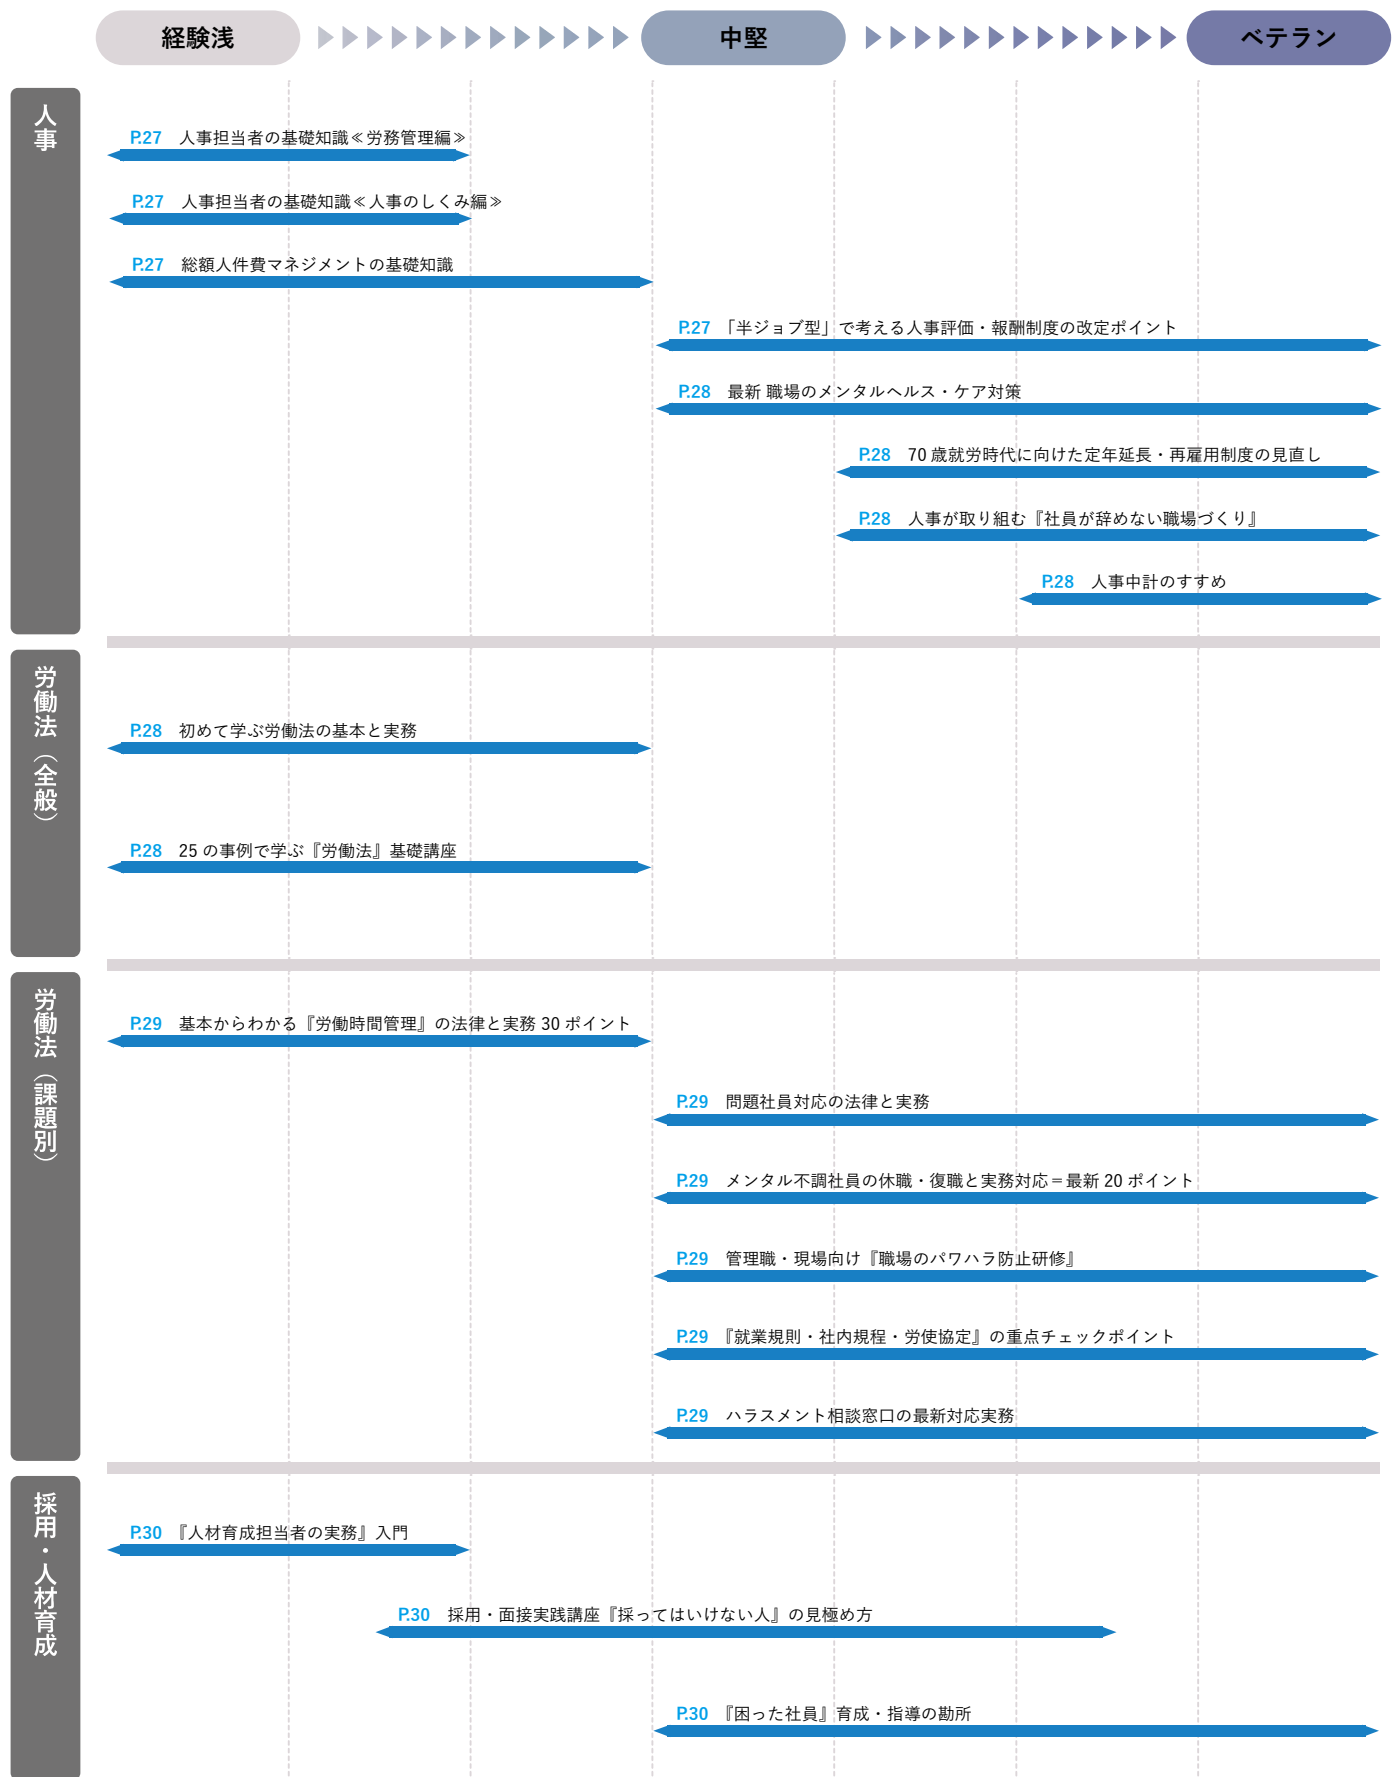 経験浅
中堅
ベテラン
人事
P.27 人事担当者の基礎知識≪労務管理編≫
P.27 人事担当者の基礎知識≪人事のしくみ編≫
P.27 総額人件費マネジメントの基礎知識
P.27 「半ジョブ型」で考える人事評価・報酬制度の改定ポイント
P.28 最新 職場のメンタルヘルス・ケア対策
P.28 70 歳就労時代に向けた定年延長・再雇用制度の見直し
P.28 人事が取り組む『社員が辞めない職場づくり』
P.28 人事中計のすすめ
労働法（全般）
P.28 初めて学ぶ労働法の基本と実務
P.28 25 の事例で学ぶ『労働法』基礎講座
労働法（課題別）
P.29 基本からわかる『労働時間管理』の法律と実務 30 ポイント
P.29 問題社員対応の法律と実務
P.29 メンタル不調社員の休職・復職と実務対応＝最新 20 ポイント
P.29 管理職・現場向け『職場のパワハラ防止研修』
P.29 『就業規則・社内規程・労使協定』の重点チェックポイント
P.29 ハラスメント相談窓口の最新対応実務
採用・人材育成
P.30 『人材育成担当者の実務』入門
P.30 採用・面接実践講座『採ってはいけない人』の見極め方
P.30 『困った社員』育成・指導の勘所